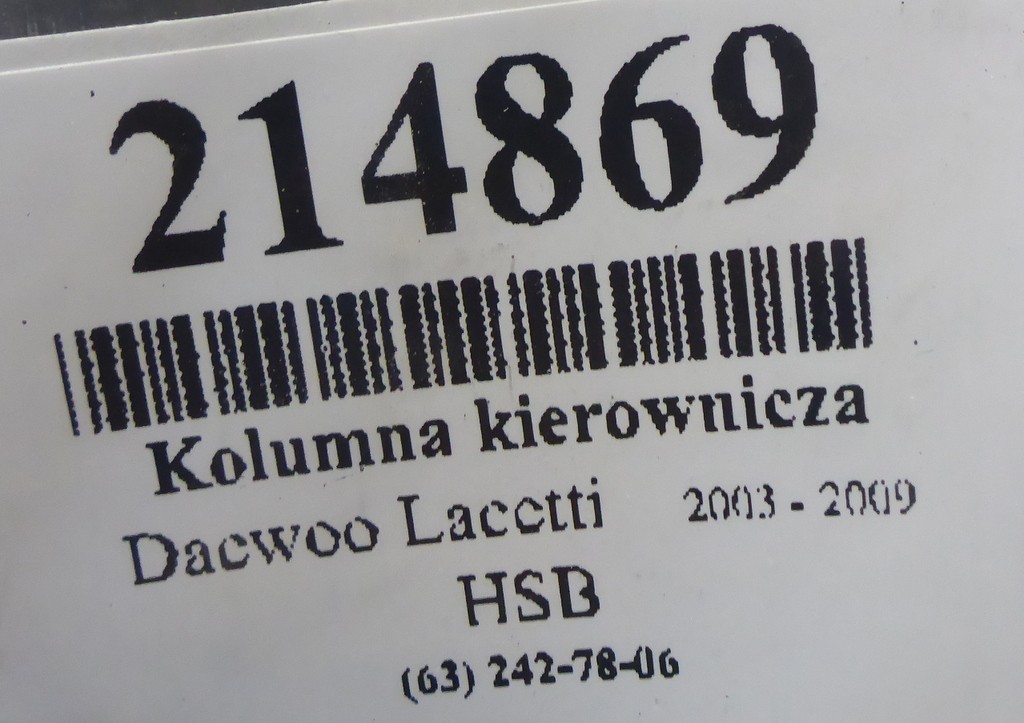 214869
Kolumna kierownicza
Daewoo Lacetti 2003 - 2009
HSB
(63) 242-78-06